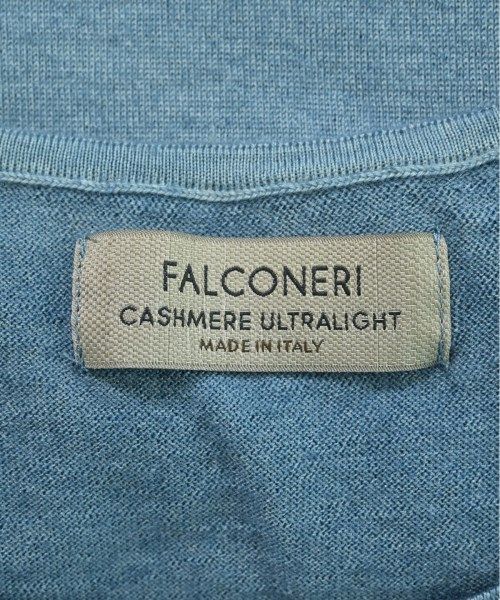 FALCONERI
CASHMERE ULTRALIGHT
MADE IN ITALY